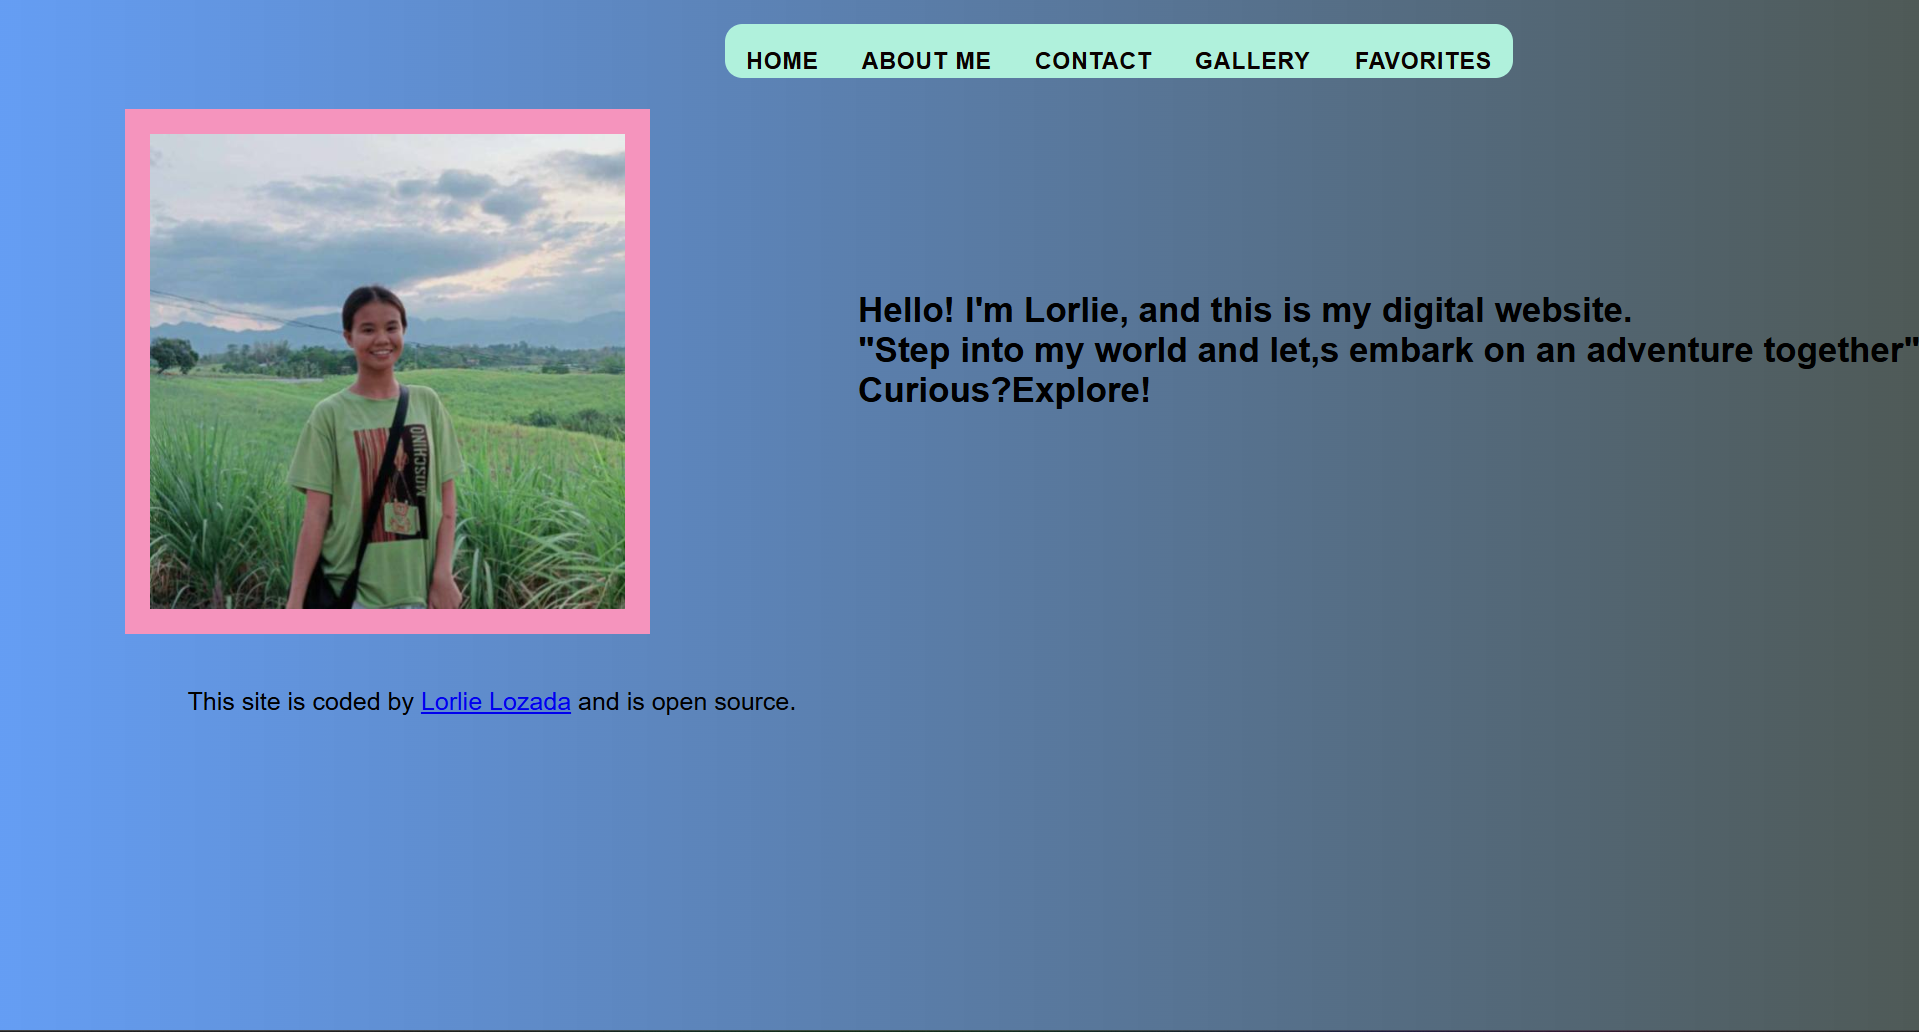 HOME ABOUT ME CONTACT GALLERY FAVORITES
MOSCHINO
Hello! I'm Lorlie, and this is my digital website.
"Step into my world and let,s embark on an adventure together"
Curious?Explore!
This site is coded by Lorlie Lozada and is open source.